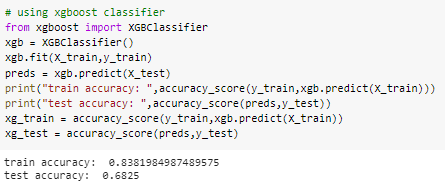 # using xgboost classifier
from xgboost import XGBClassifier
xgb = XGBClassifier()
xgb.fit(X_train,y_train)
preds = xgb.predict(X_test)
print("train accuracy: ",accuracy_score(y_train,xgb.predict(X_train)))
print("test accuracy: ",accuracy_score(preds,y_test))
xg_train = accuracy_score(y_train,xgb.predict(X_train))
xg_test = accuracy_score(preds,y_test)
train accuracy:  0.8381984987489575
test accuracy:  0.6825